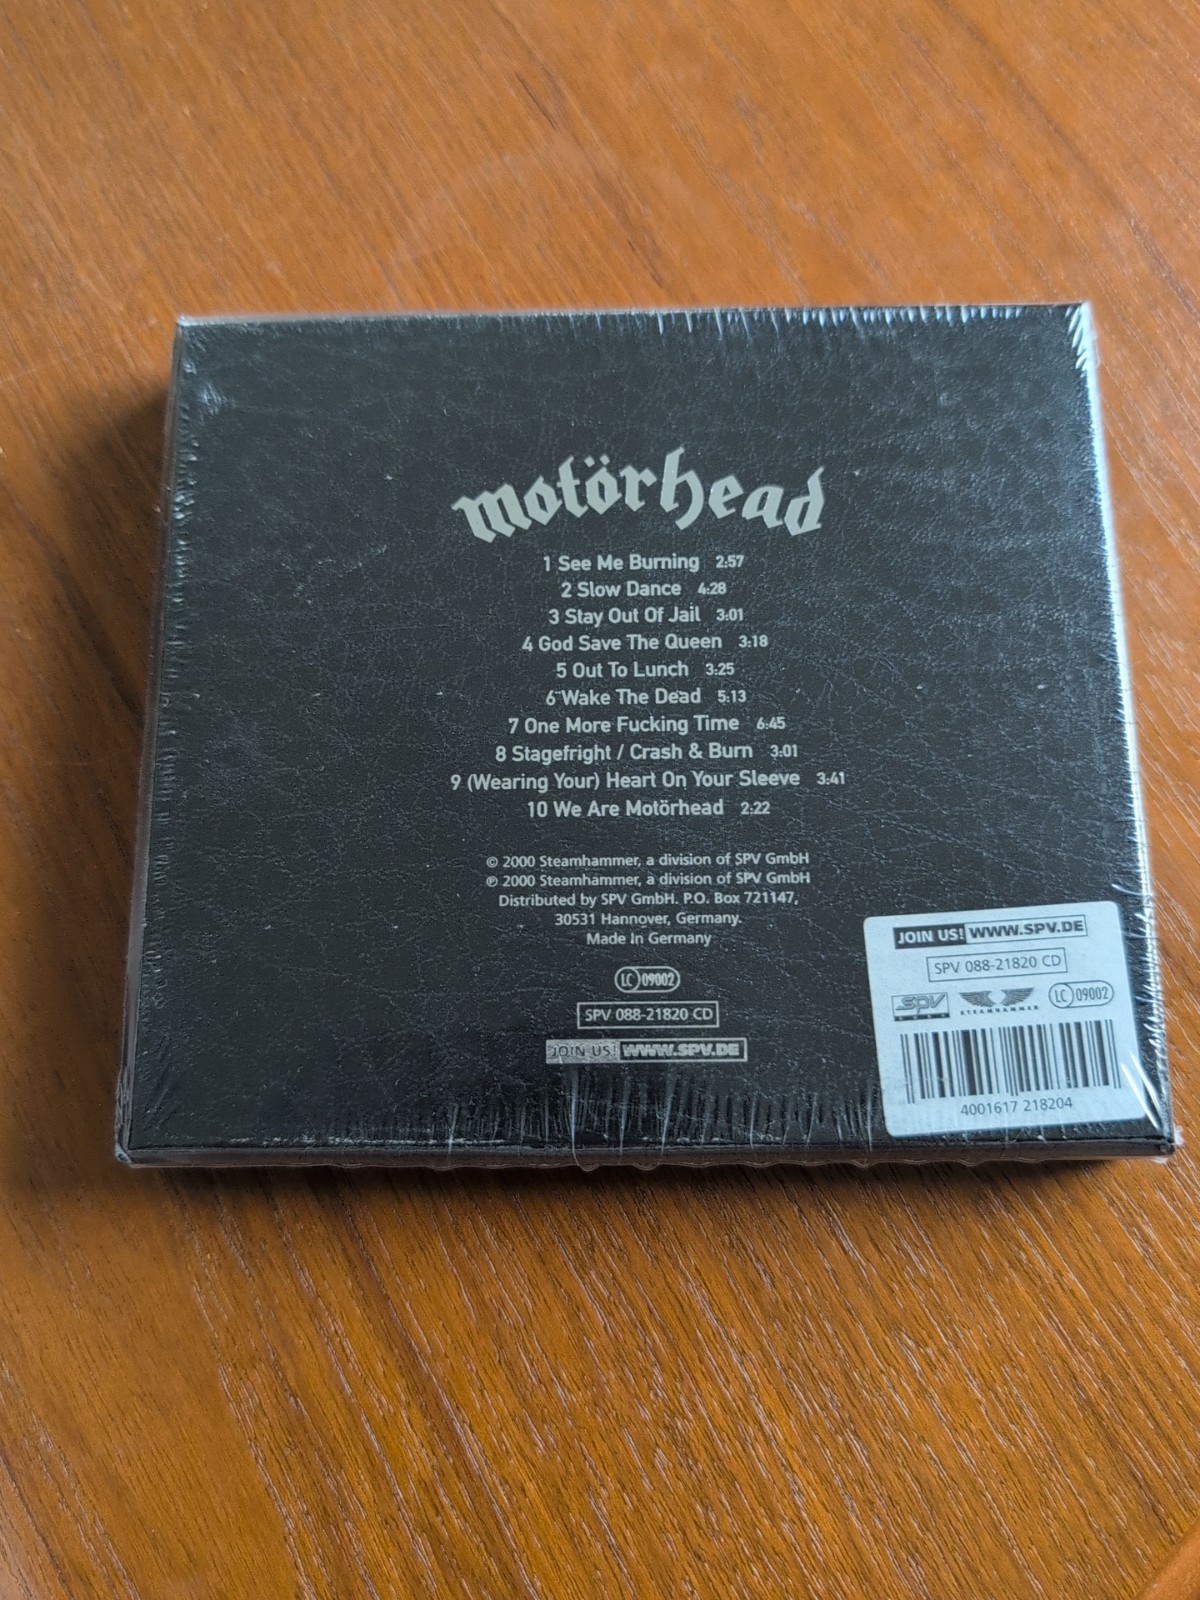 motörhead
1 See Me Burning 2:57
2 Slow Dance 4:28
3 Stay Out Of Jail 3:01
4 God Save The Queen 3:18
5 Out To Lunch 3:25
6 Wake The Dead 5:13
7 One More Fucking Time 6:45
8 Stagefright / Crash & Burn 3:01
9 (Wearing Your) Heart On Your Sleeve 3:41
10 We Are Motörhead 2:22
© 2000 Steamhammer, a division of SPV GmbH
℗ 2000 Steamhammer, a division of SPV GmbH
Distributed by SPV GmbH. P.O. Box 721147,
30531 Hannover, Germany.
Made In Germany
LC 09002
SPV 088-21820 CD
JOIN US! WWW.SPV.DE
JOIN US! WWW.SPV.DE
SPV 088-21820 CD
SPV STEAMHAMMER LC 09002
4001617 218204